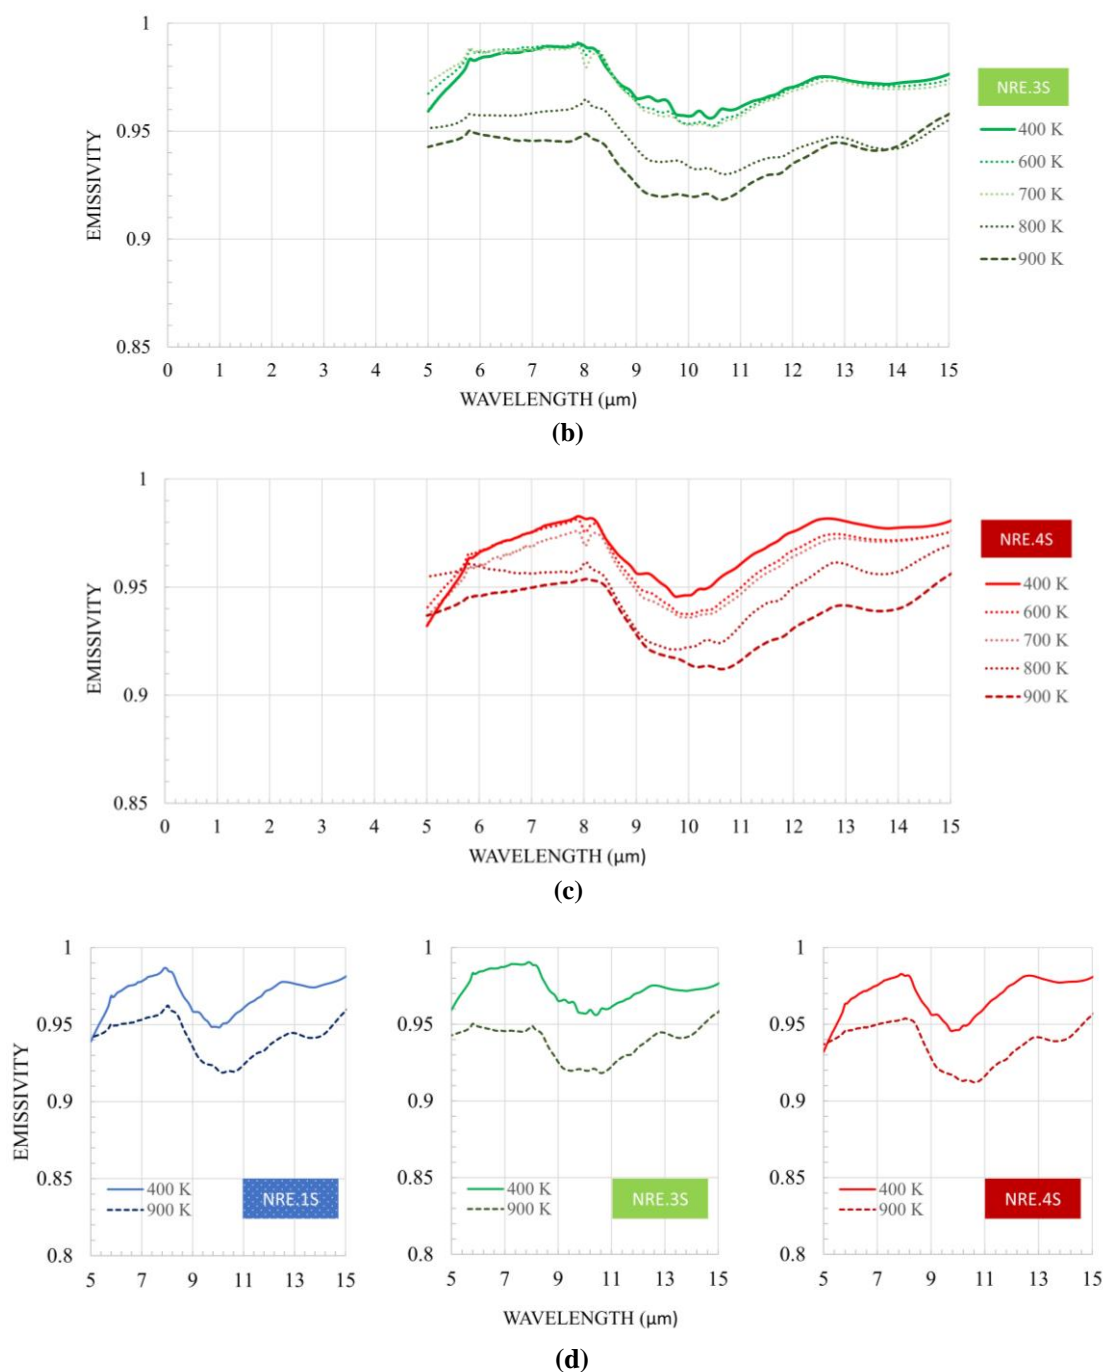 1
0.95
0.9
0.85
EMISSIVITY
0 1 2 3 4 5 6 7 8 9 10 11 12 13 14 15
WAVELENGTH (µm)
NRE.3S
400 K
600 K
700 K
800 K
900 K
(b)
1
0.95
0.9
0.85
EMISSIVITY
0 1 2 3 4 5 6 7 8 9 10 11 12 13 14 15
WAVELENGTH (µm)
NRE.4S
400 K
600 K
700 K
800 K
900 K
(c)
EMISSIVITY
1
0.95
0.9
0.85
0.8
400 K
900 K
NRE.1S
5 7 9 11 13 15
1
0.95
0.9
0.85
0.8
400 K
900 K
NRE.3S
5 7 9 11 13 15
1
0.95
0.9
0.85
0.8
400 K
900 K
NRE.4S
5 7 9 11 13 15
WAVELENGTH (µm)
(d)